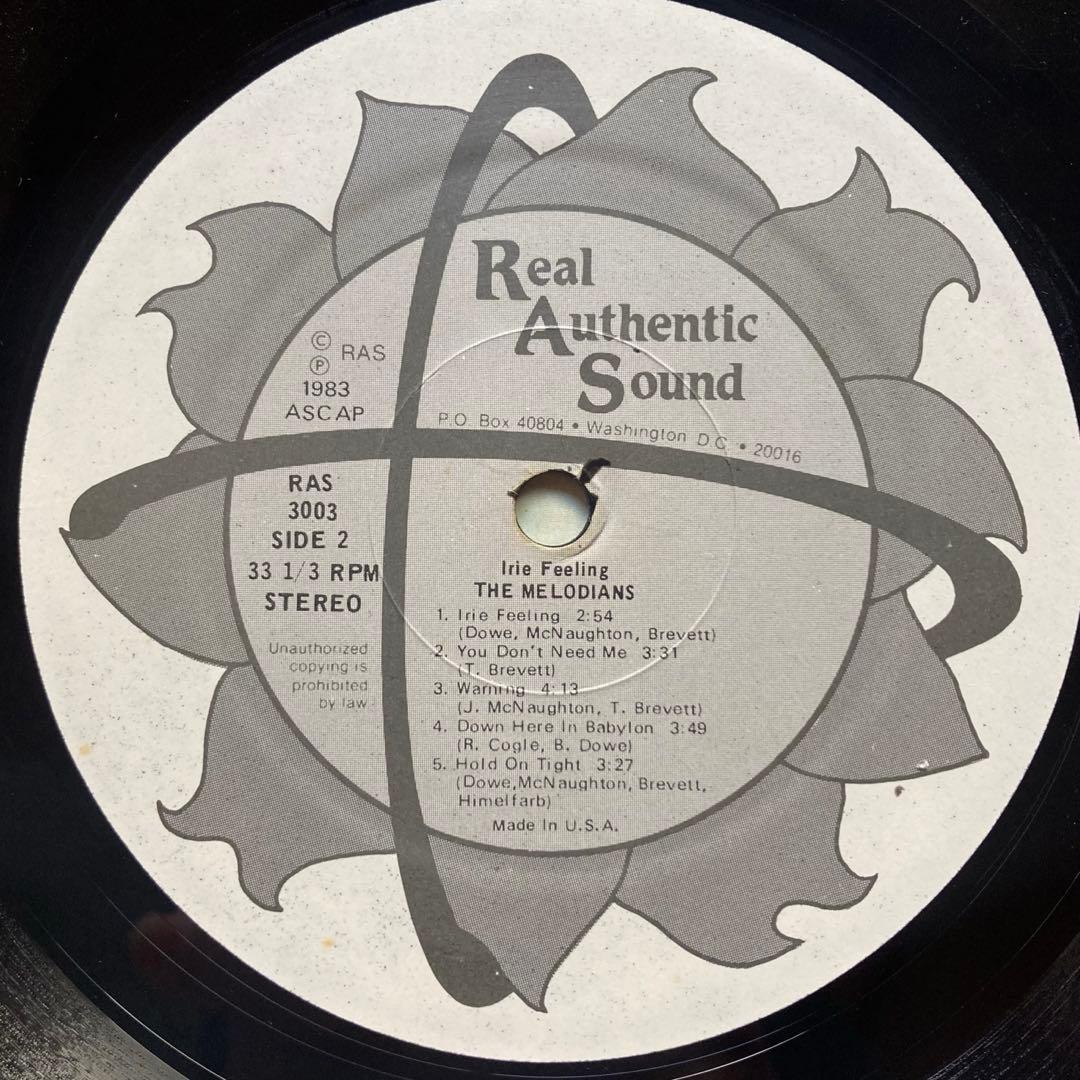 Real
Authentic
Sound
P.O. Box 40804 • Washington D.C. • 20016
© 
℗ RAS
1983
ASCAP
RAS
3003
SIDE 2
33 1/3 RPM
STEREO
Unauthorized
copying is
prohibited
by law
Irie Feeling
THE MELODIANS
1. Irie Feeling 2:54
(Dowe, McNaughton, Brevett)
2. You Don't Need Me 3:31
(T. Brevett)
3. Warning 4:13
(J. McNaughton, T. Brevett)
4. Down Here In Babylon 3:49
(R. Cogle, B. Dowe)
5. Hold On Tight 3:27
(Dowe,McNaughton, Brevett,
Himelfarb)
Made In U.S.A.